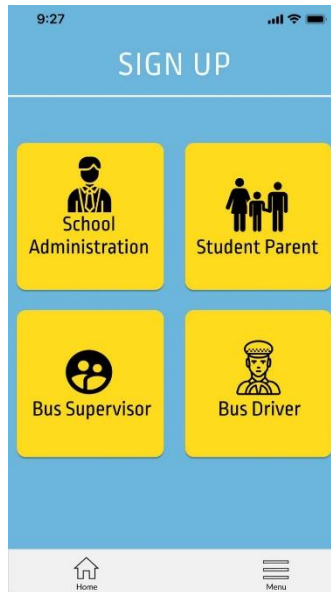 9:27
SIGN UP
School
Administration
Student Parent
Bus Supervisor
Bus Driver
Home
Menu